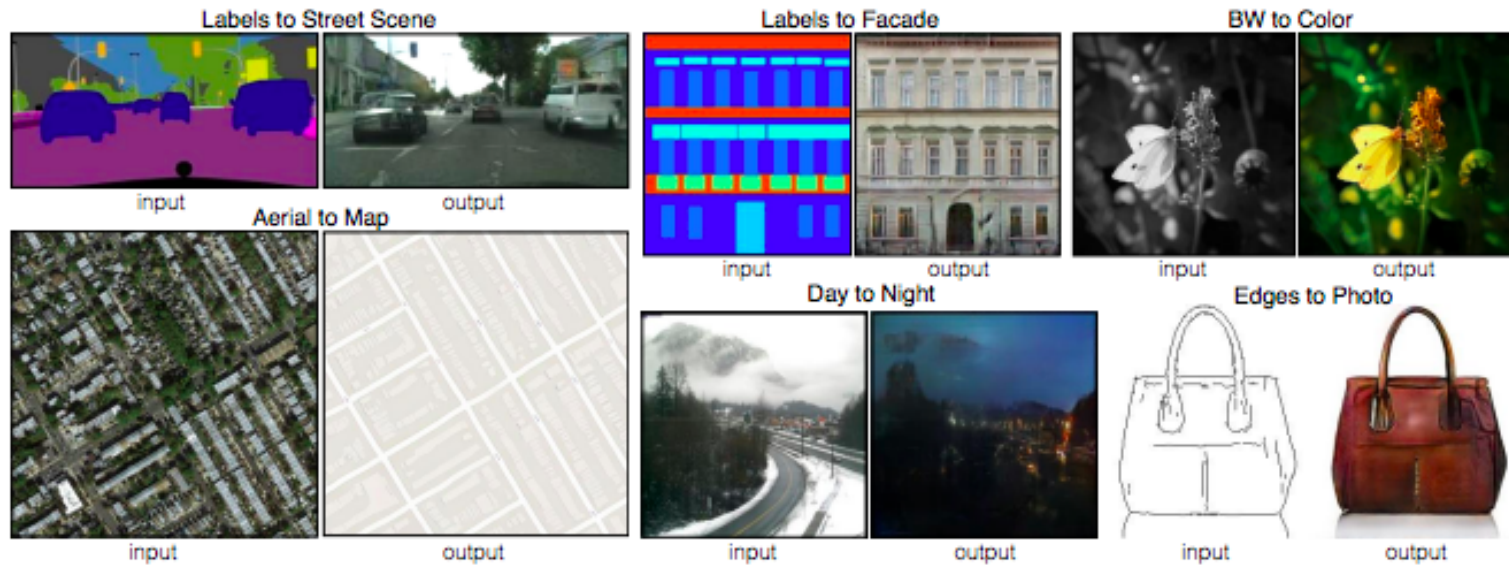 Labels to Street Scene
input
output
Aerial to Map
input
output
Labels to Facade
input
output
BW to Color
input
output
Day to Night
input
output
Edges to Photo
input
output